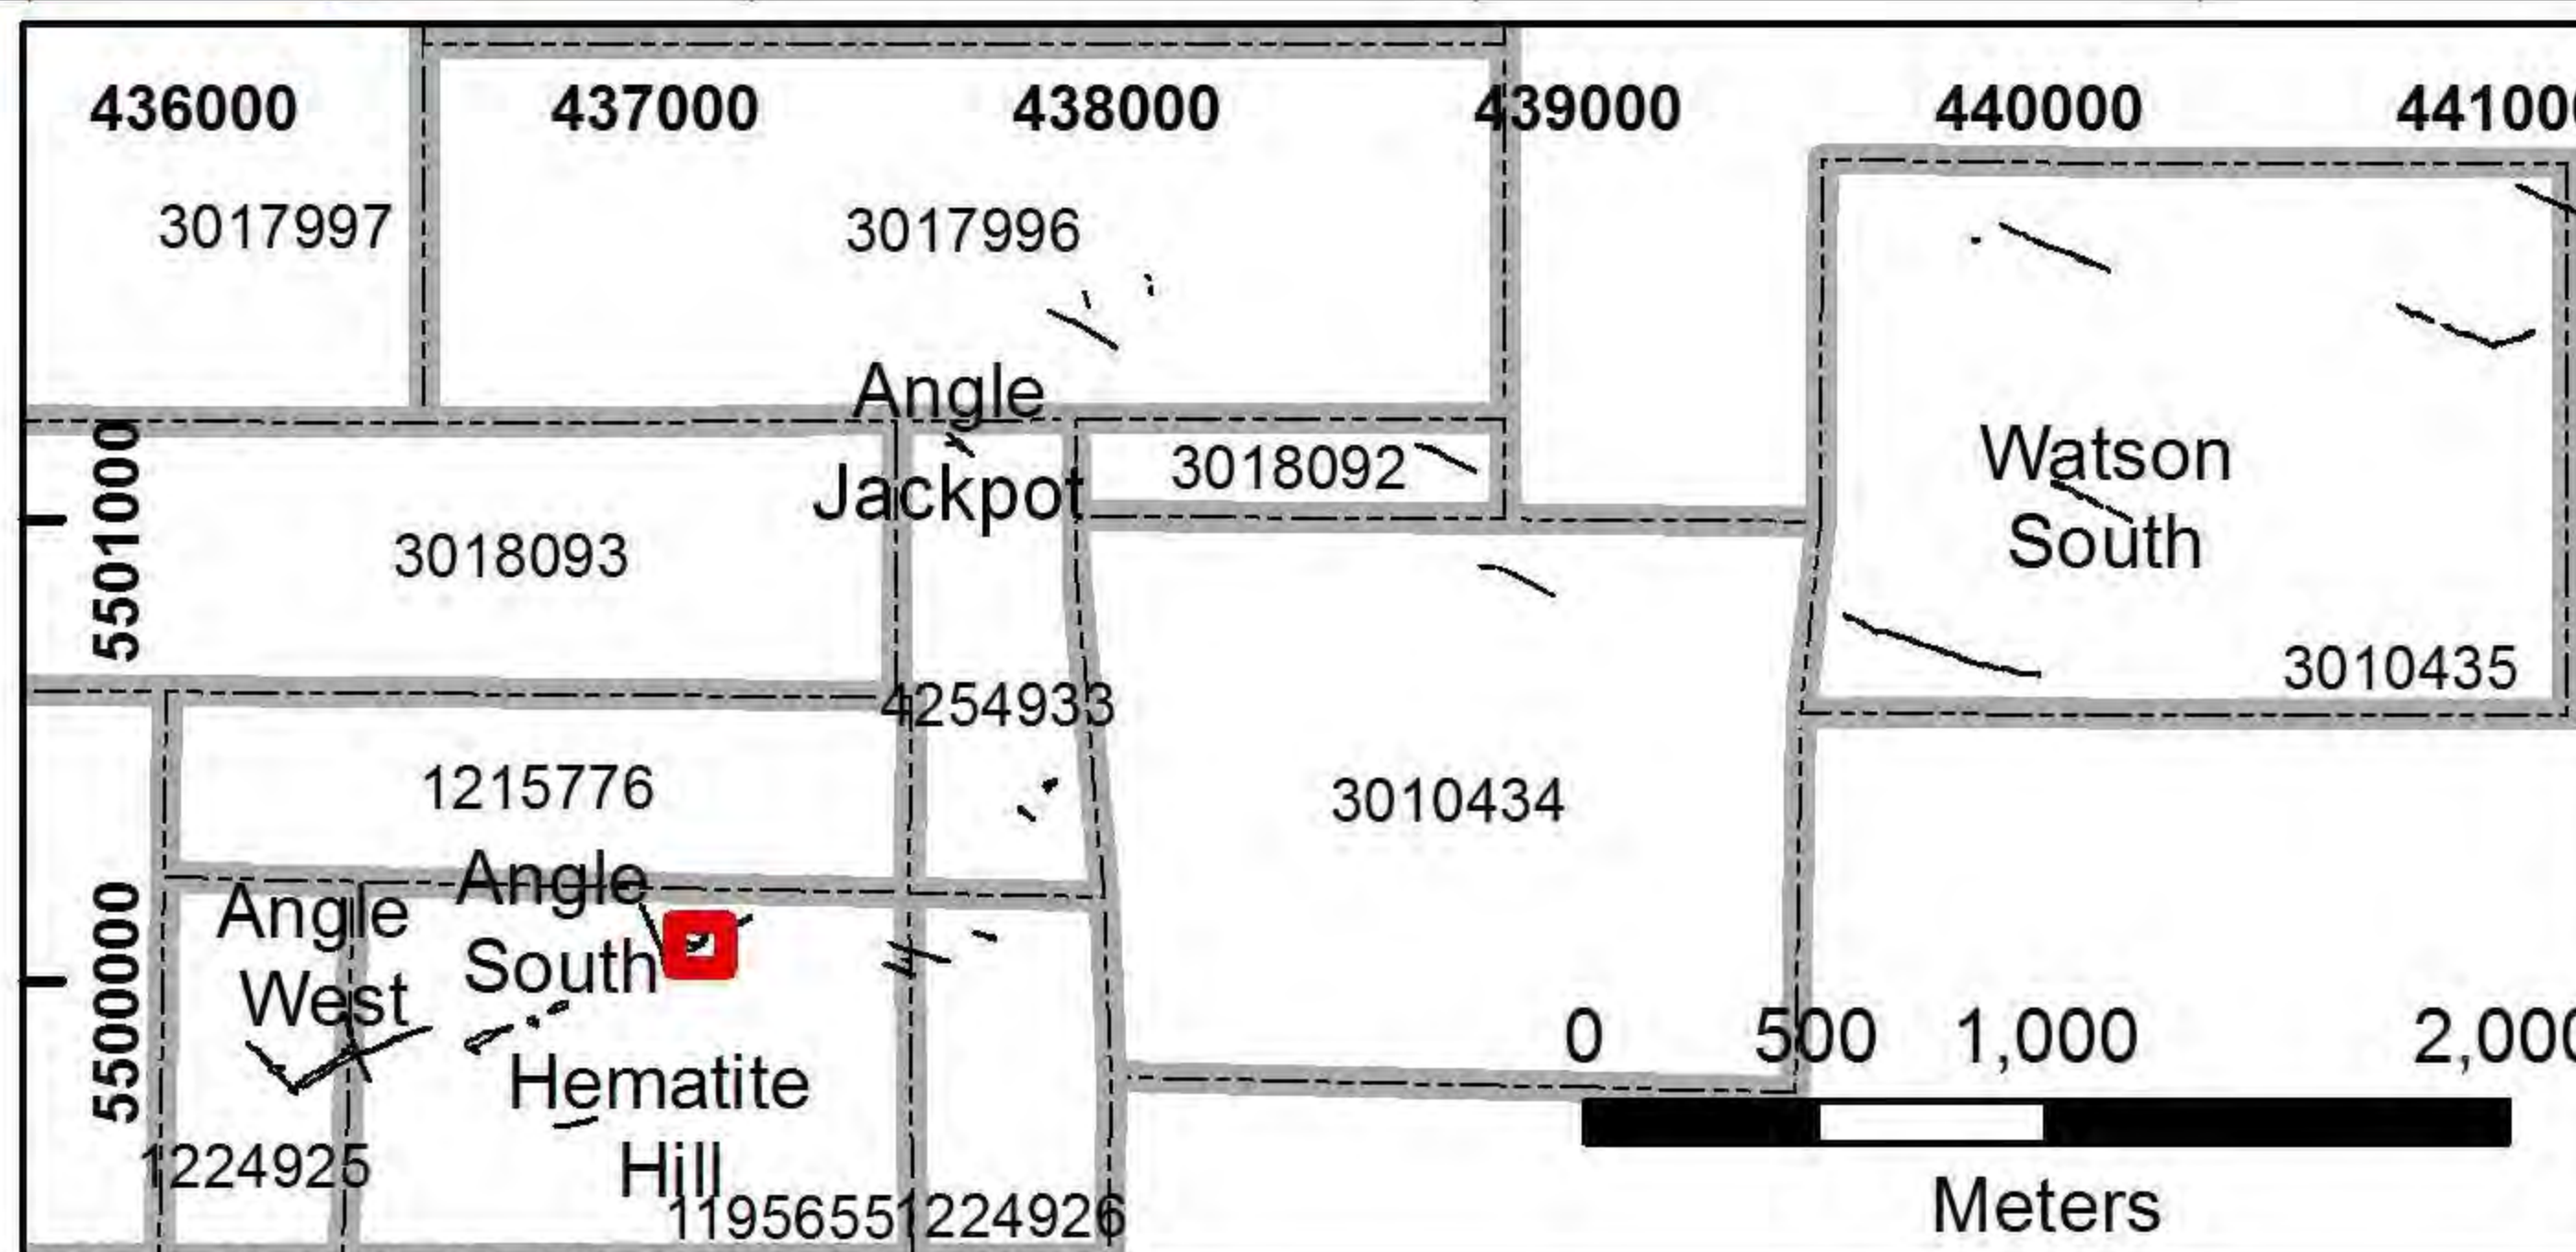 436000 437000 438000 439000 440000 441000
3017997
3017996
Angle
Jackpot
3018092
Watson
South
5501000
3018093
4254933
3010435
1215776
3010434
Angle
South
Angle
West
5500000
Hematite
Hill
0 500 1,000 2,000
1224925
1195655
1224926
Meters